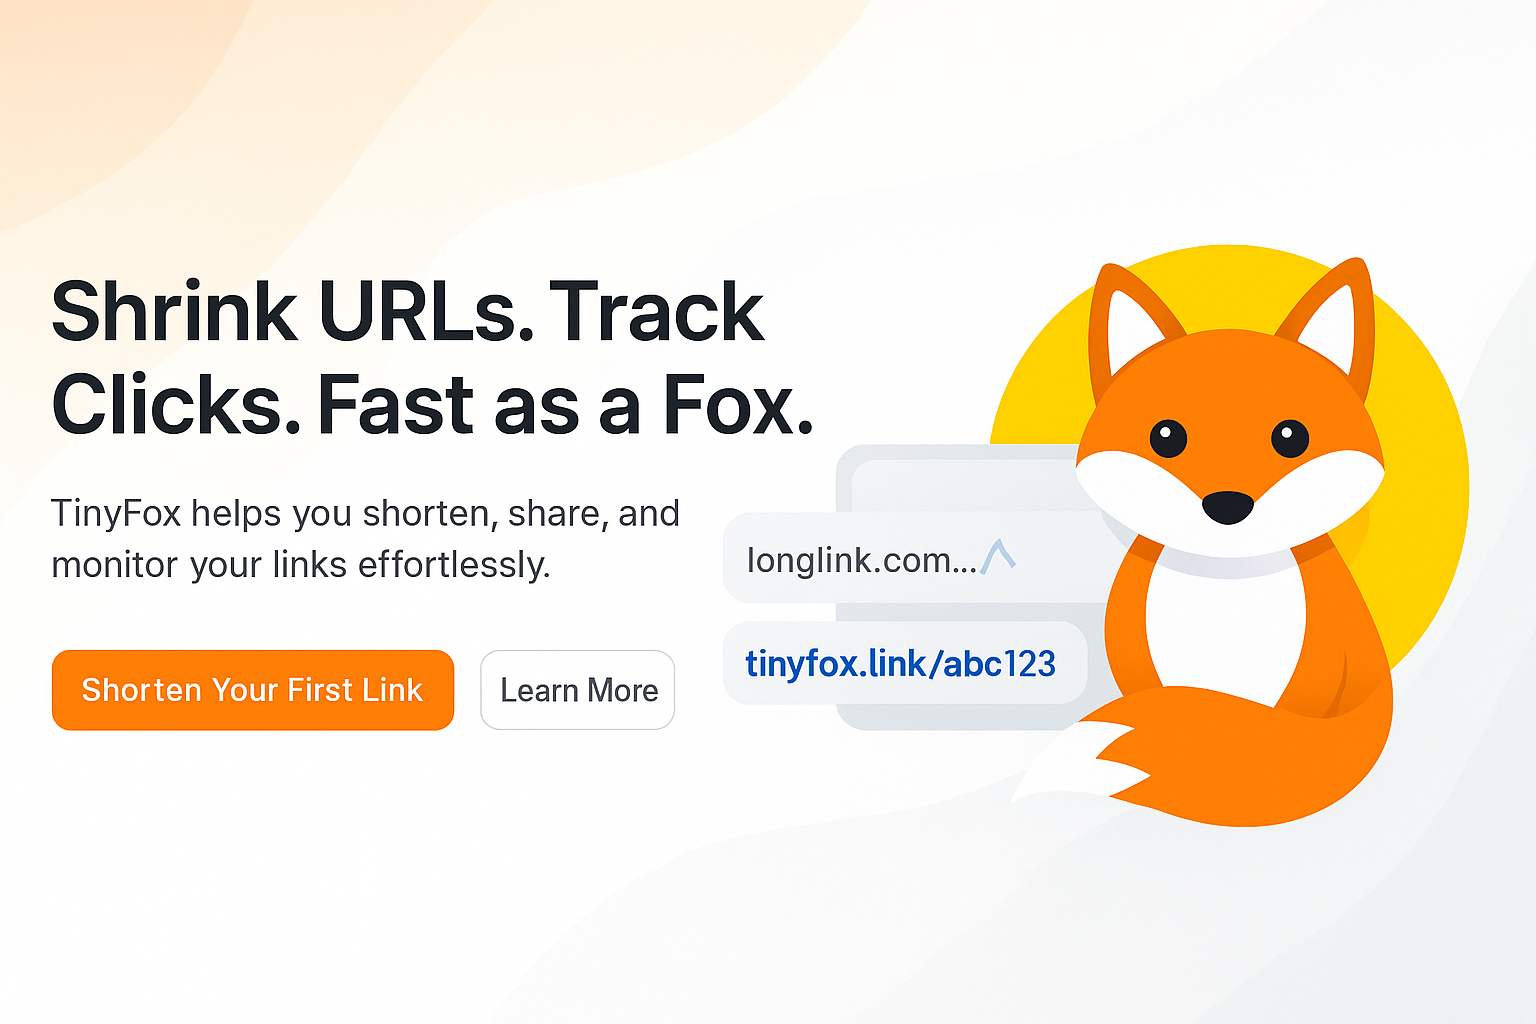 Shrink URLs. Track
Clicks. Fast as a Fox.
TinyFox helps you shorten, share, and
monitor your links effortlessly.
Shorten Your First Link
Learn More
longlink.com...
tinyfox.link/abc123